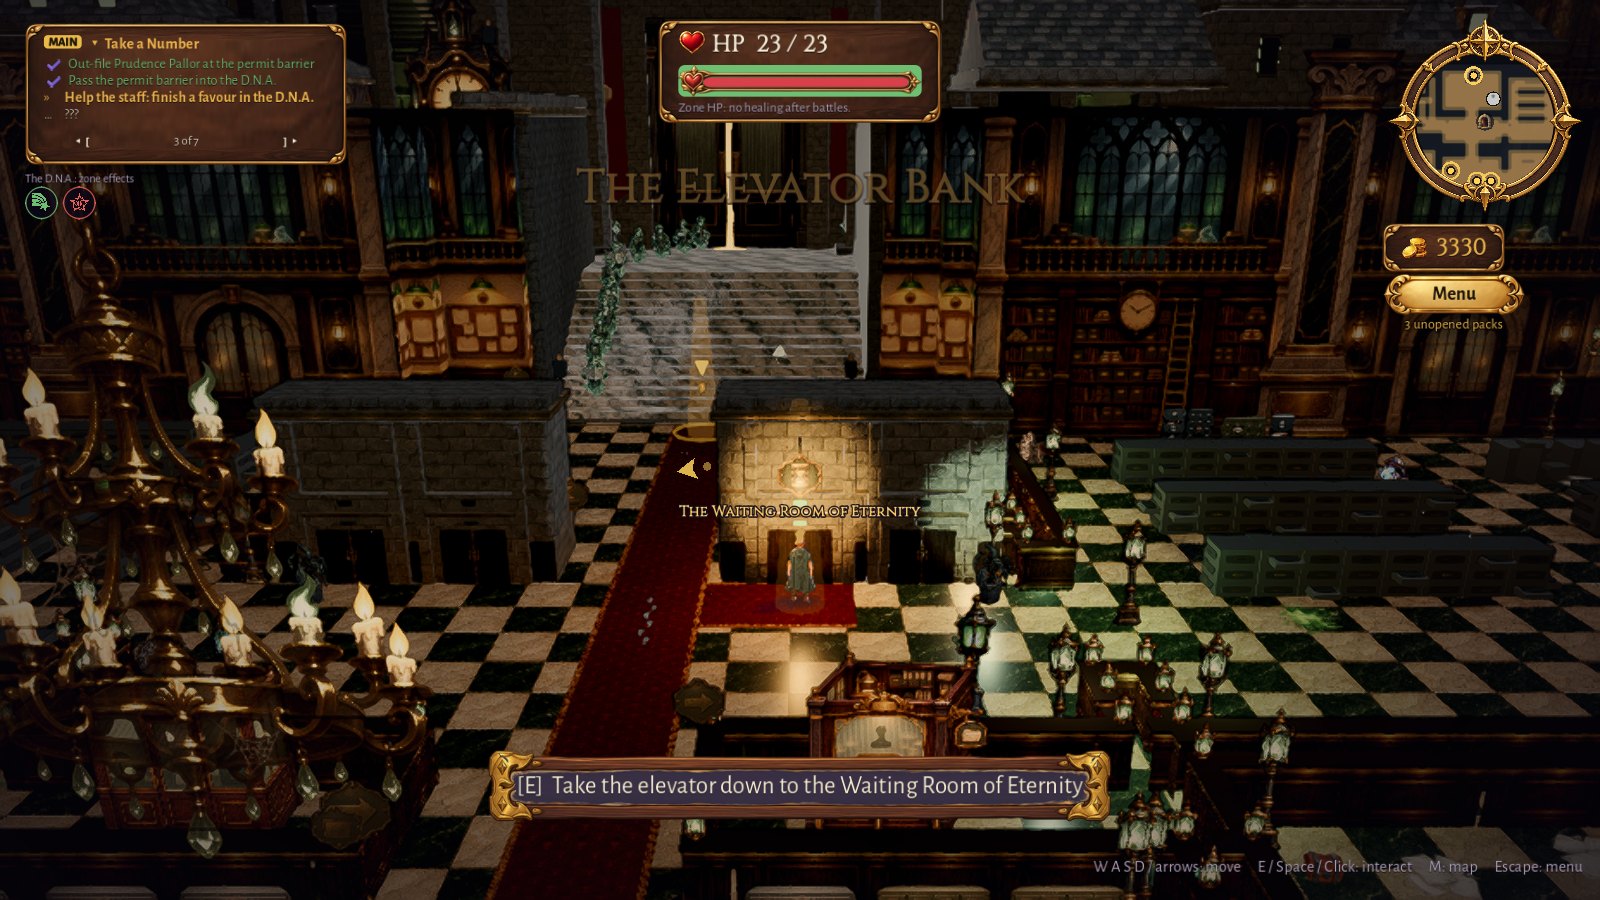 MAIN ▾ Take a Number
Out-file Prudence Pallor at the permit barrier
Pass the permit barrier into the D.N.A.
» Help the staff: finish a favour in the D.N.A.
... ???
◂ [ 3 of 7 ] ▸
The D.N.A.: zone effects
HP 23 / 23
Zone HP: no healing after battles.
The Elevator Bank
3330
Menu
3 unopened packs
The Waiting Room of Eternity
[E] Take the elevator down to the Waiting Room of Eternity
W A S D / arrows: move E / Space / Click: interact M: map Escape: menu